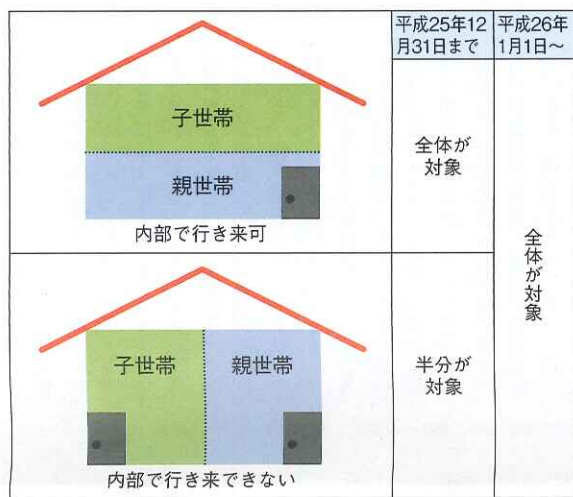 平成25年12
月31日まで
平成26年
1月1日～
子世帯
親世帯
内部で行き来可
全体が
対象
全体が対象
子世帯
親世帯
内部で行き来できない
半分が
対象